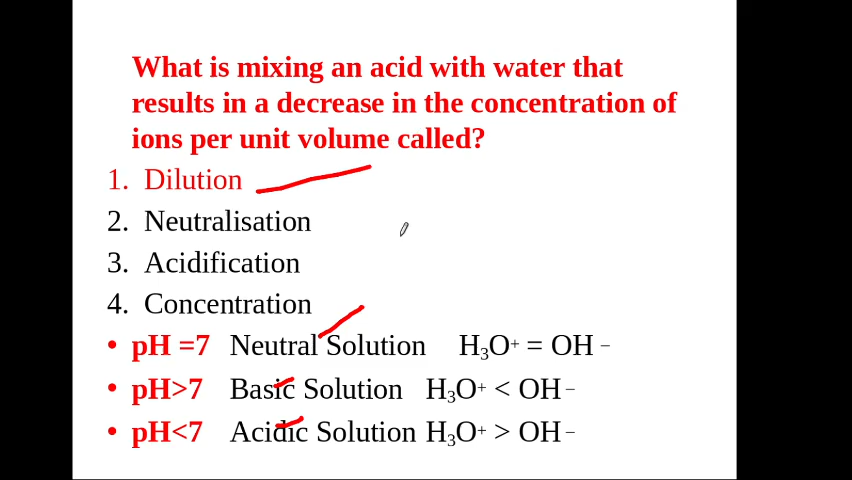 What is mixing an acid with water that
results in a decrease in the concentration of
ions per unit volume called?
1. Dilution
2. Neutralisation
3. Acidification
4. Concentration
• pH =7 Neutral Solution H₃O⁺ = OH ⁻
• pH>7 Basic Solution H₃O⁺ < OH ⁻
• pH<7 Acidic Solution H₃O⁺ > OH ⁻